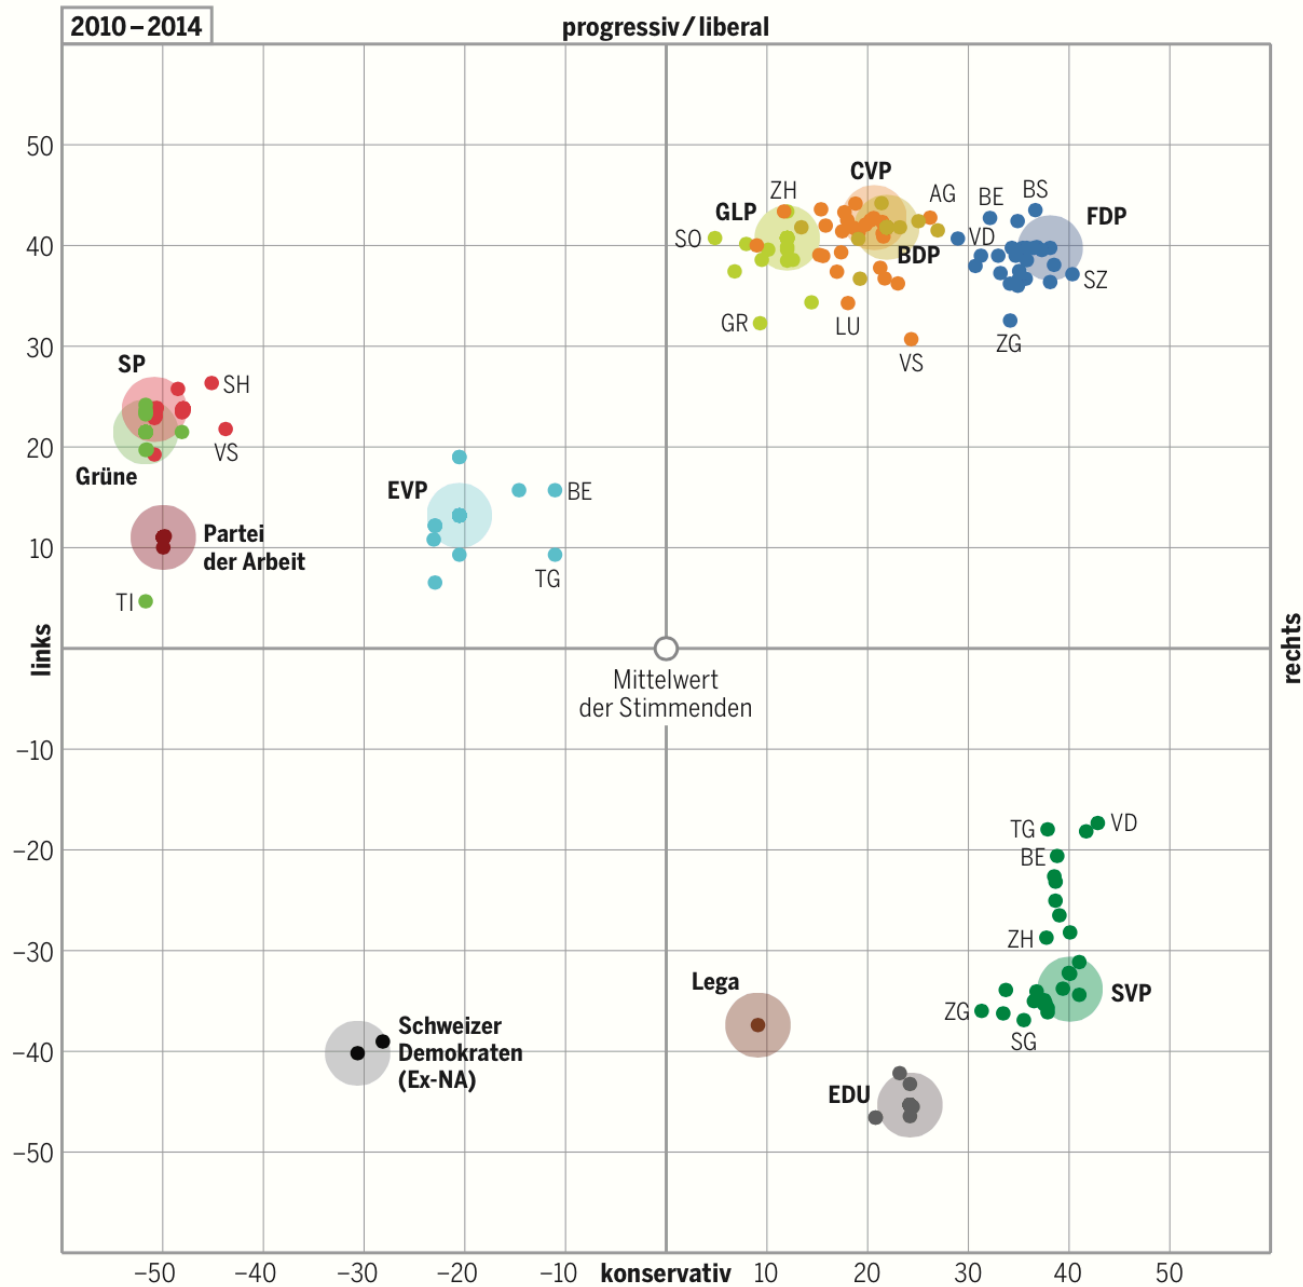 2010–2014
progressiv/liberal
50
CVP
ZH
AG
BE
BS
GLP
FDP
SO
40
VD
BDP
SZ
GR
LU
ZG
30
VS
SP
SH
VS
20
Grüne
EVP
BE
Partei
der Arbeit
10
TG
TI
links
rechts
Mittelwert
der Stimmenden
–10
TG
VD
–20
BE
ZH
–30
Lega
SVP
ZG
Schweizer
Demokraten
(Ex-NA)
SG
–40
EDU
–50
–50 –40 –30 –20 –10 konservativ 10 20 30 40 50